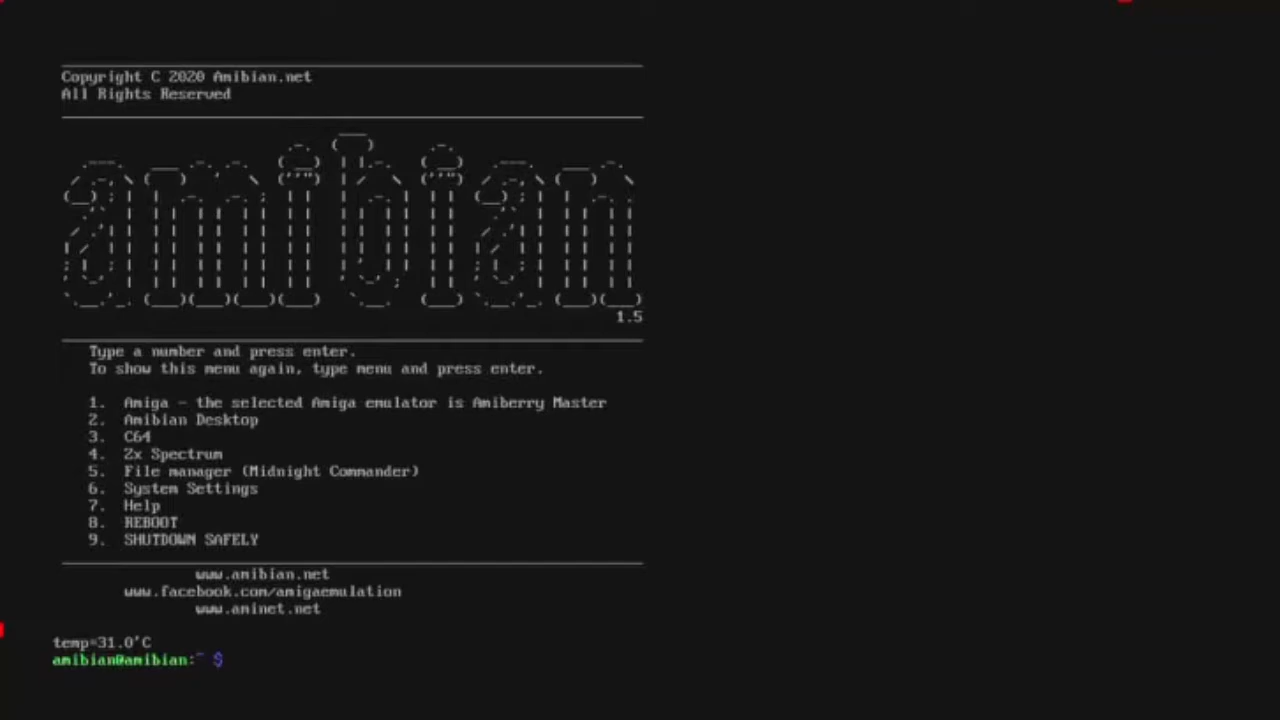 Copyright C 2020 Amibian.net
All Rights Reserved
amibian
1.5
Type a number and press enter.
To show this menu again, type menu and press enter.
1. Amiga - the selected Amiga emulator is Amiberry Master
2. Amibian Desktop
3. C64
4. Zx Spectrum
5. File manager (Midnight Commander)
6. System Settings
7. Help
8. REBOOT
9. SHUTDOWN SAFELY
www.amibian.net
www.facebook.com/amigaemulation
www.aminet.net
temp=31.0'C
amibian@amibian:~ $